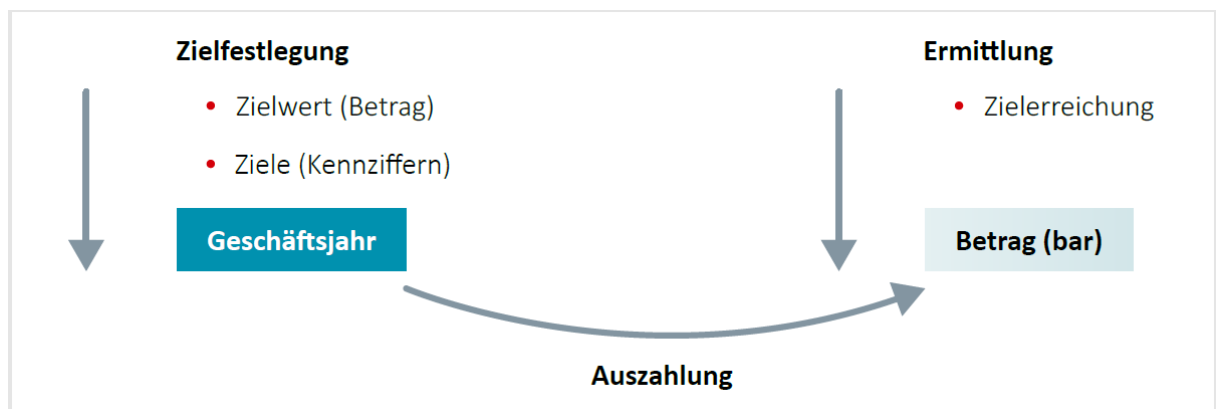 Zielfestlegung
• Zielwert (Betrag)
• Ziele (Kennziffern)
Geschäftsjahr
Ermittlung
• Zielerreichung
Betrag (bar)
Auszahlung